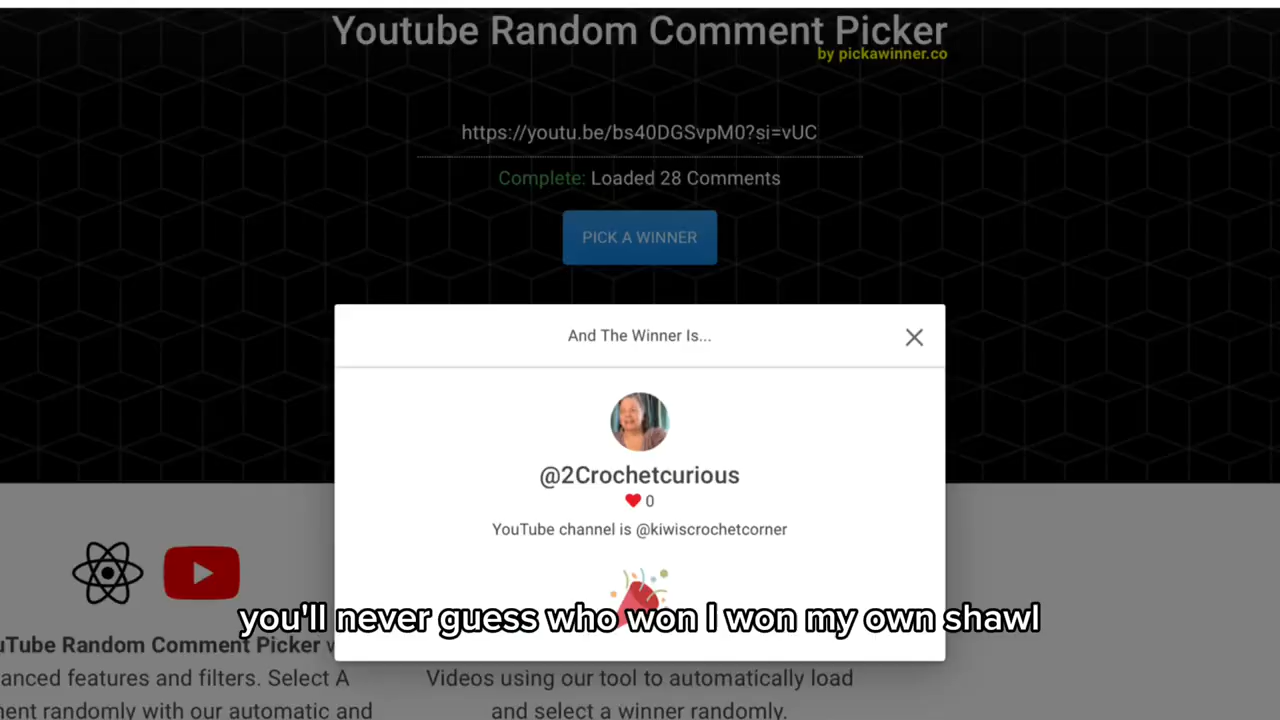 Youtube Random Comment Picker
by pickawinner.co
https://youtu.be/bs40DGSvpM0?si=vUC
Complete: Loaded 28 Comments
PICK A WINNER
And The Winner Is...
@2Crochetcurious
0
YouTube channel is @kiwiscrochetcorner
you'll never guess who won I won my own shawl
uTube Random Comment Picker w
anced features and filters. Select A
ent randomly with our automatic and
Videos using our tool to automatically load
and select a winner randomly.